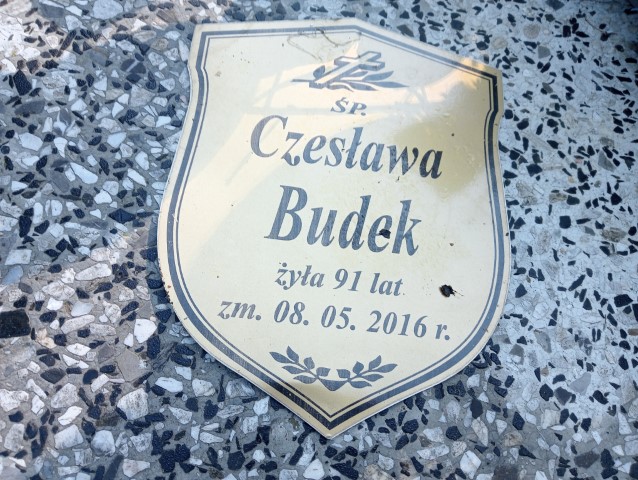 ŚP.
Czesława
Budek
żyła 91 lat
zm. 08. 05. 2016 r.